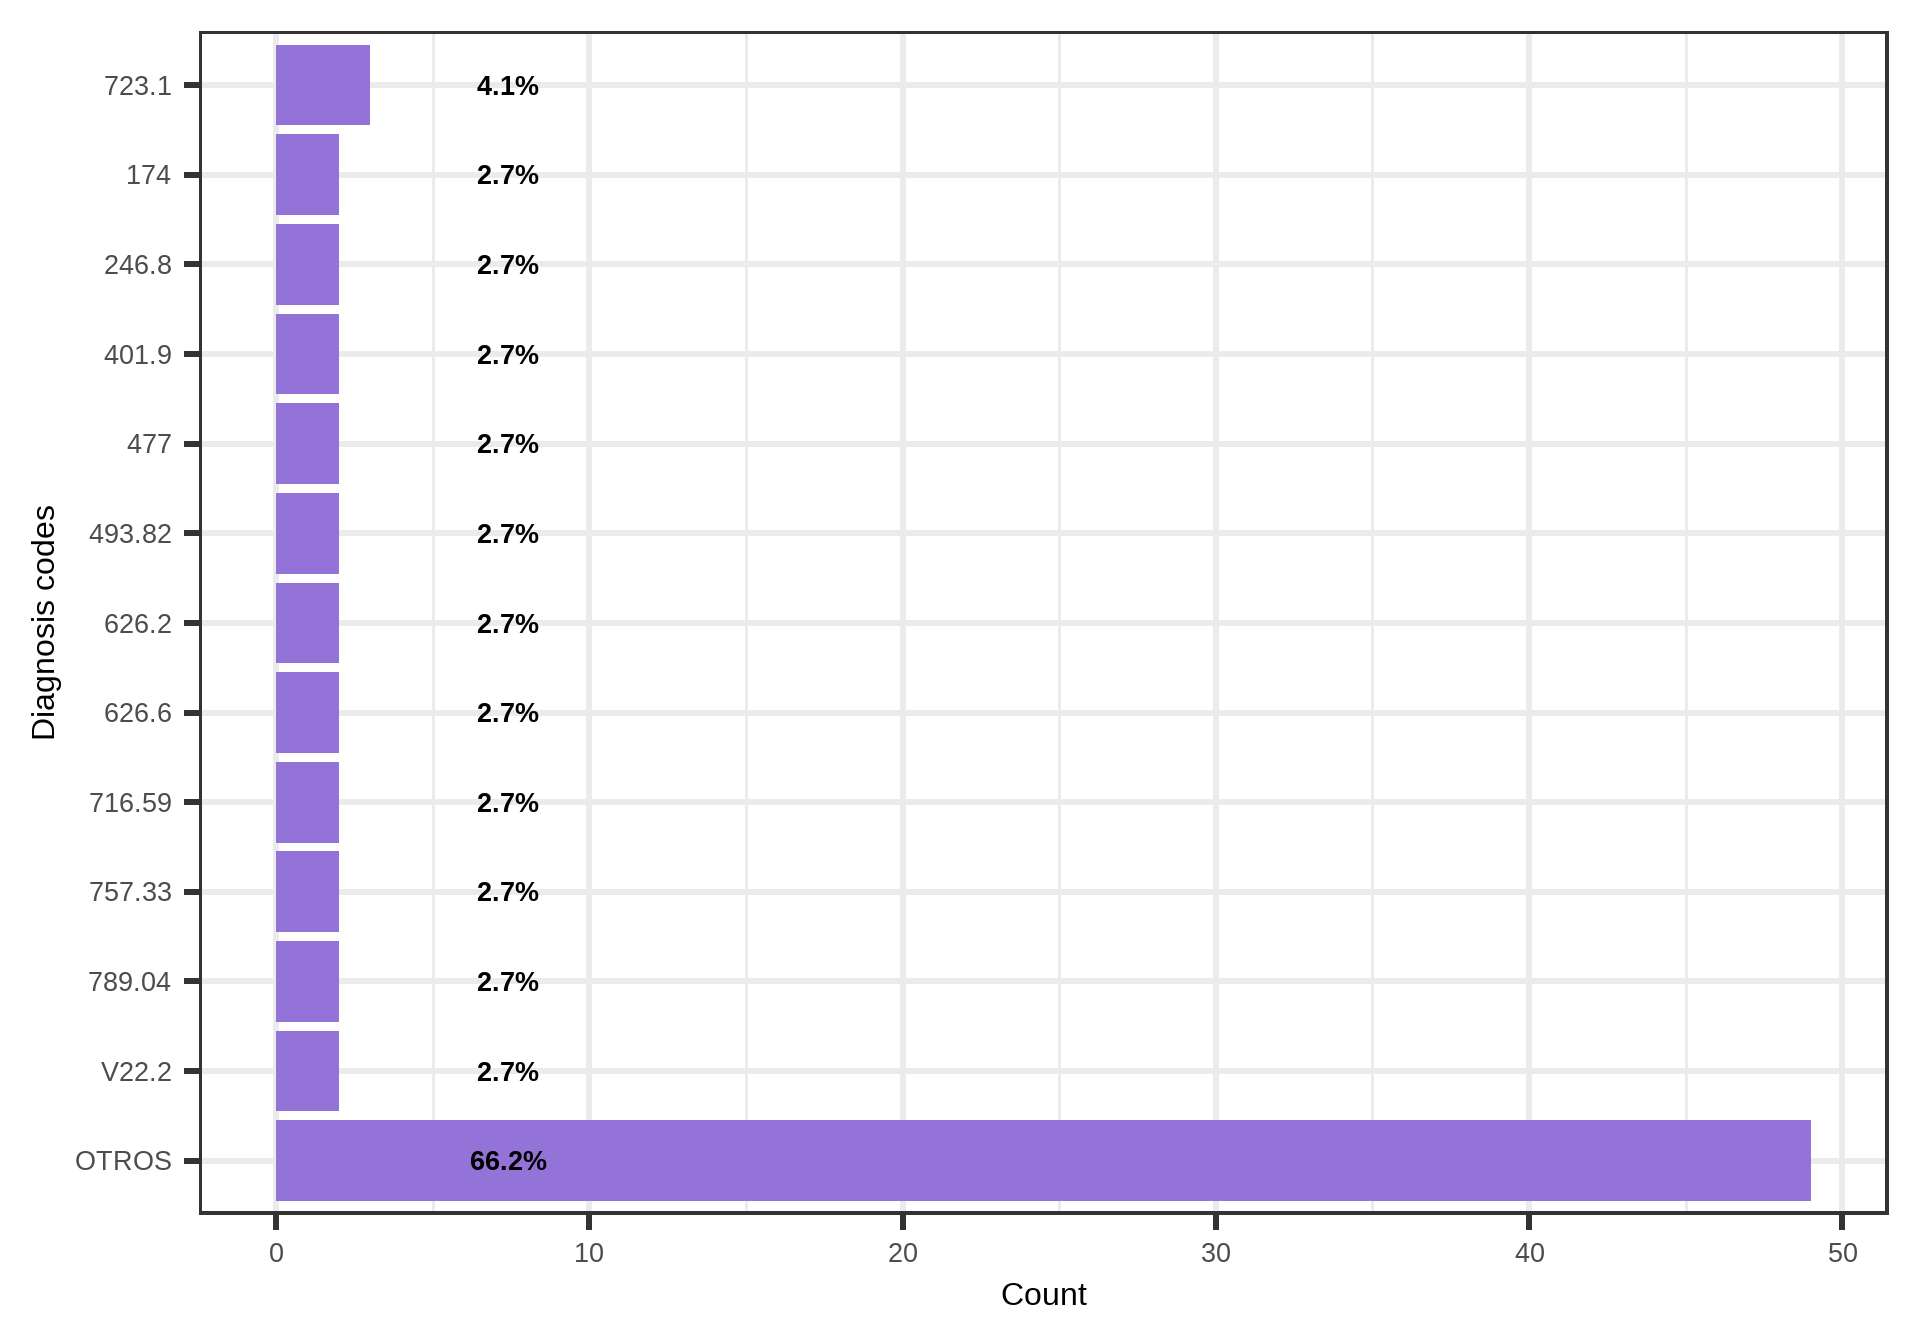 723.1 4.1%
174 2.7%
246.8 2.7%
401.9 2.7%
477 2.7%
493.82 2.7%
626.2 2.7%
626.6 2.7%
716.59 2.7%
757.33 2.7%
789.04 2.7%
V22.2 2.7%
OTROS 66.2%
Diagnosis codes
0 10 20 30 40 50
Count